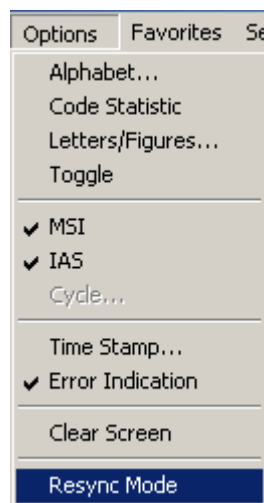 Options Favorites Se
Alphabet...
Code Statistic
Letters/Figures...
Toggle
MSI
IAS
Cycle...
Time Stamp...
Error Indication
Clear Screen
Resync Mode